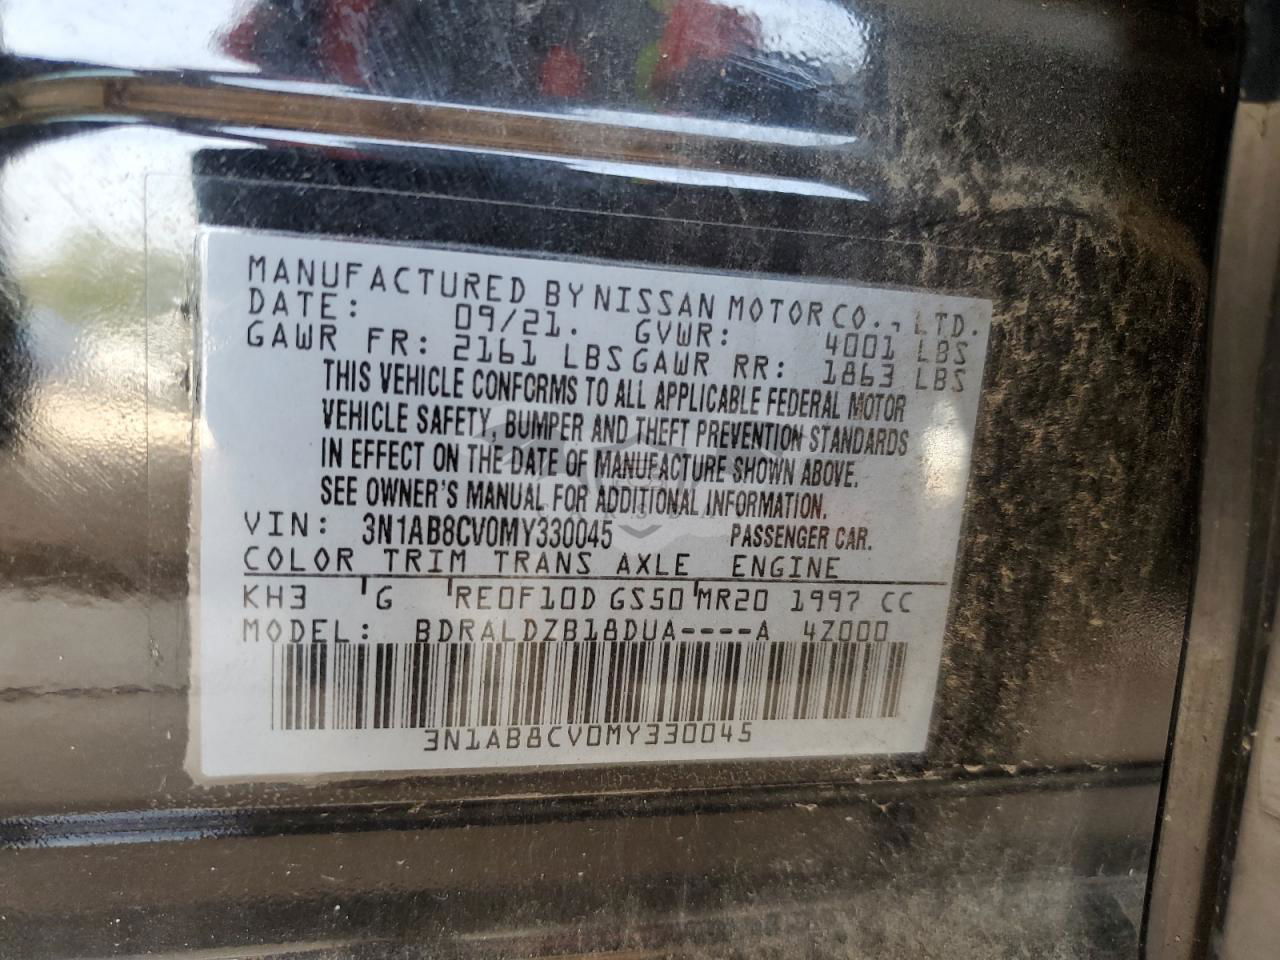 MANUFACTURED BY NISSAN MOTOR CO., LTD.
DATE: 09/21. GVWR: 4001 LBS
GAWR FR: 2161 LBS GAWR RR: 1863 LBS
THIS VEHICLE CONFORMS TO ALL APPLICABLE FEDERAL MOTOR
VEHICLE SAFETY, BUMPER AND THEFT PREVENTION STANDARDS
IN EFFECT ON THE DATE OF MANUFACTURE SHOWN ABOVE.
SEE OWNER'S MANUAL FOR ADDITIONAL INFORMATION.
VIN: 3N1AB8CV0MY330045 PASSENGER CAR.
COLOR TRIM TRANS AXLE ENGINE
KH3 G RE0F10D GS50 MR20 1997 CC
MODEL: BDRALDZB18DUA----A 4Z000
3N1AB8CV0MY330045